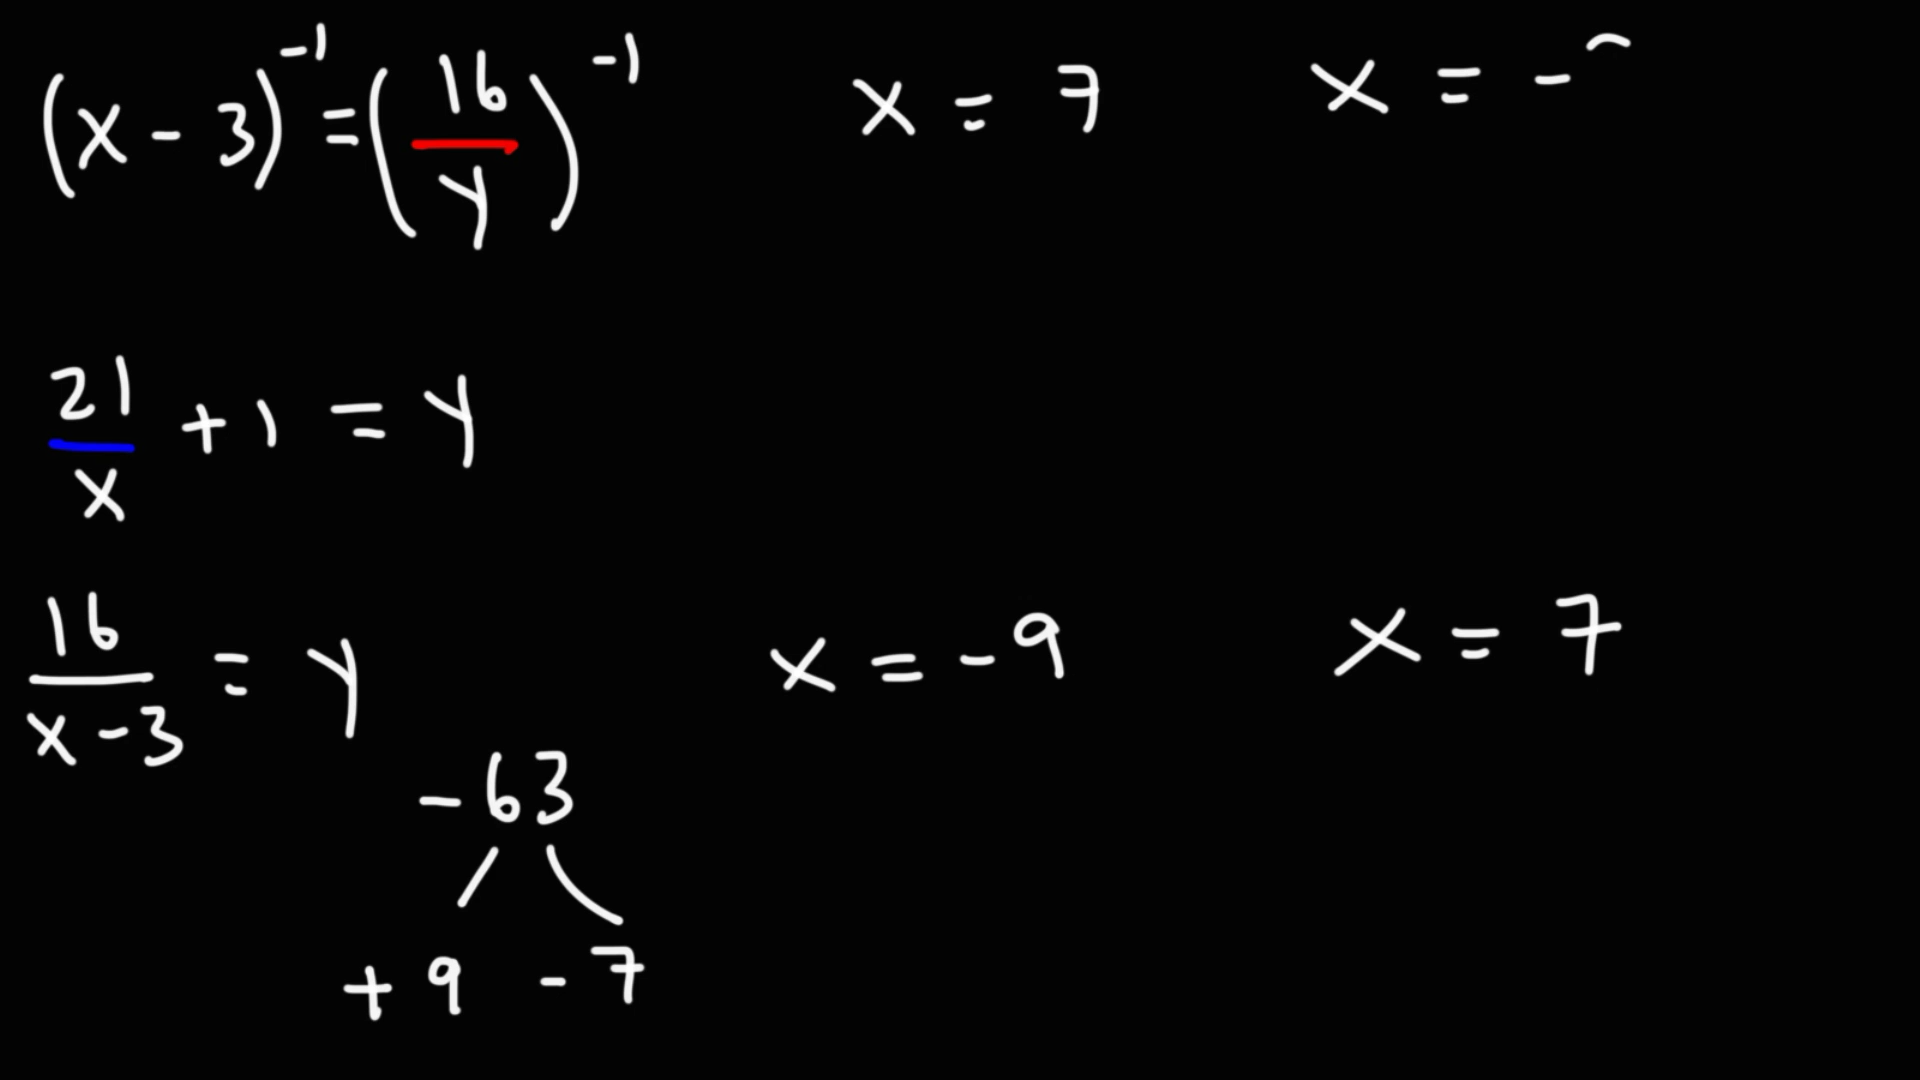 (x - 3)⁻¹ = (16/y)⁻¹ x = 7 x = -
21/x + 1 = y
16/(x - 3) = y x = -9 x = 7
-63
+9 -7